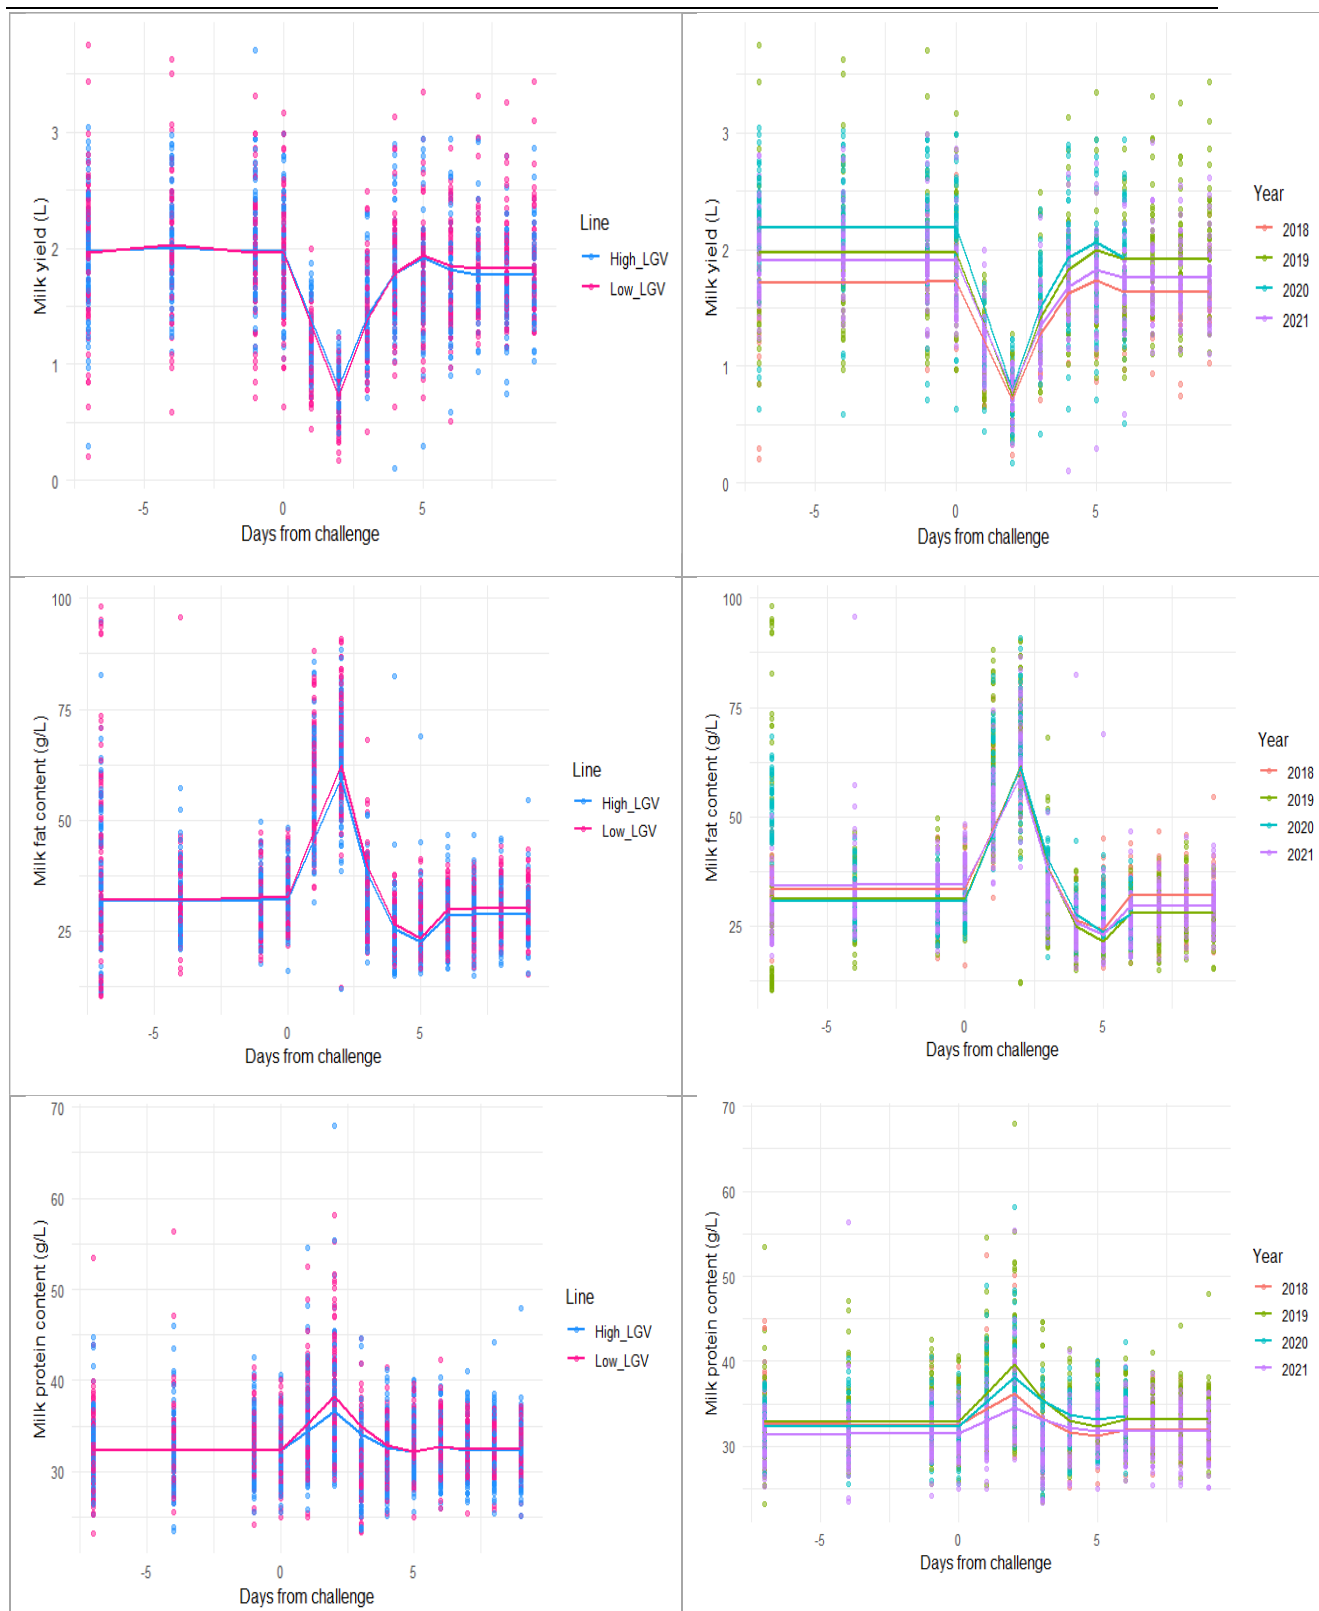 Milk yield (L)
3
2
1
0
-5
0
5
Days from challenge
Line
High_LGV
Low_LGV
Milk yield (L)
3
2
1
0
-5
0
5
Days from challenge
Year
2018
2019
2020
2021
Milk fat content (g/L)
100
75
50
25
-5
0
5
Days from challenge
Line
High_LGV
Low_LGV
Milk fat content (g/L)
100
75
50
25
-5
0
5
Days from challenge
Year
2018
2019
2020
2021
Milk protein content (g/L)
70
60
50
40
30
-5
0
5
Days from challenge
Line
High_LGV
Low_LGV
Milk protein content (g/L)
70
60
50
40
30
-5
0
5
Days from challenge
Year
2018
2019
2020
2021